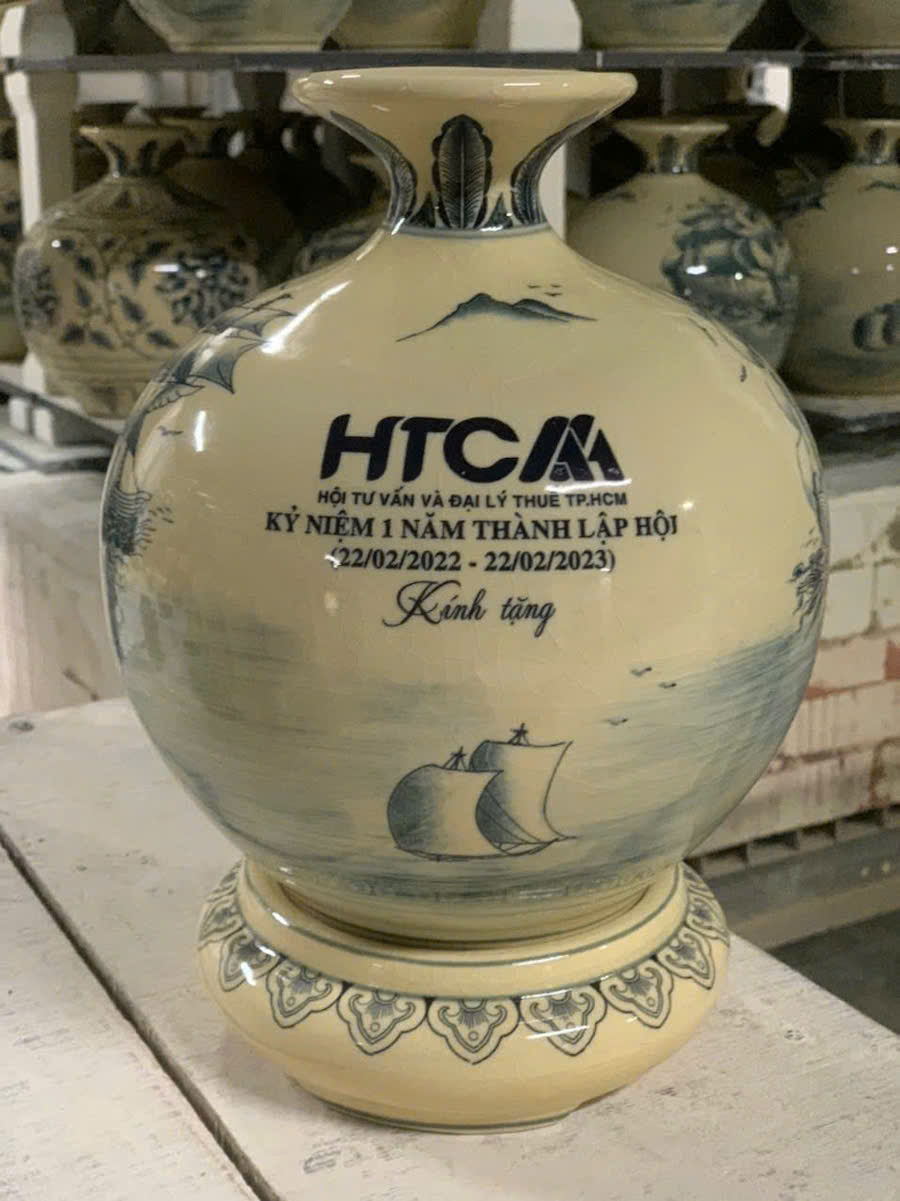 HTCAA
HỘI TƯ VẤN VÀ ĐẠI LÝ THUẾ TP.HCM
KỶ NIỆM 1 NĂM THÀNH LẬP HỘI
(22/02/2022 - 22/02/2023)
Kính tặng